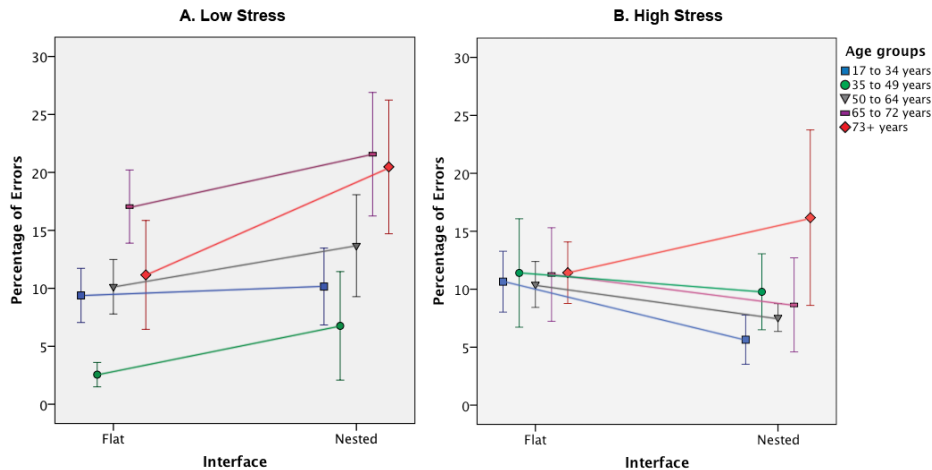 A. Low Stress
B. High Stress
Percentage of Errors
30
25
20
15
10
5
0
Flat
Nested
Interface
Percentage of Errors
30
25
20
15
10
5
0
Flat
Nested
Interface
Age groups
17 to 34 years
35 to 49 years
50 to 64 years
65 to 72 years
73+ years